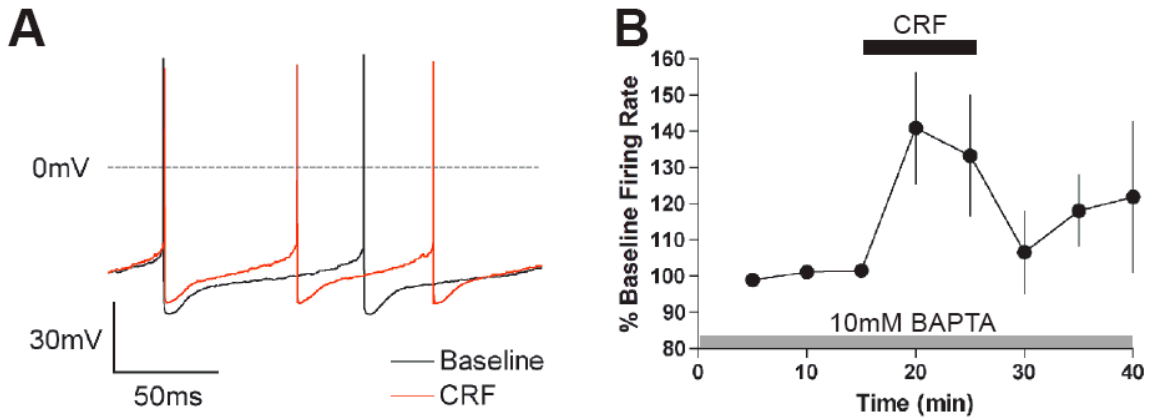 A
0mV
30mV
50ms
Baseline
CRF
B
CRF
% Baseline Firing Rate
160
150
140
130
120
110
100
90
80
10mM BAPTA
0
10
20
30
40
Time (min)